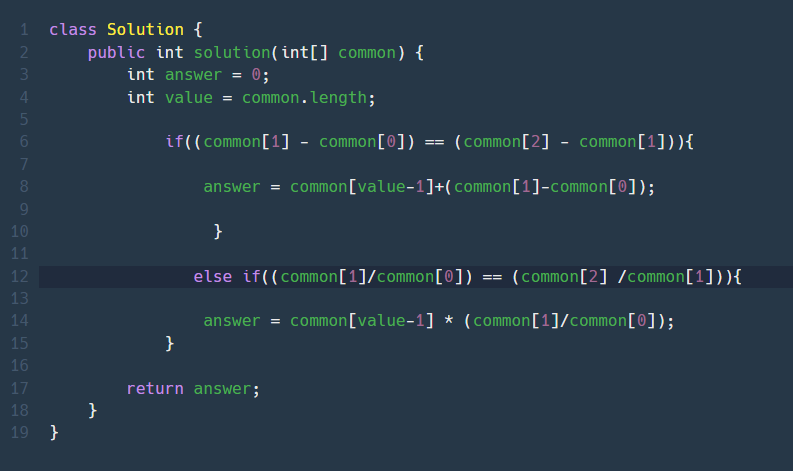 1 class Solution {
2 public int solution(int[] common) {
3 int answer = 0;
4 int value = common.length;
5
6 if((common[1] - common[0]) == (common[2] - common[1])){
7
8 answer = common[value-1]+(common[1]-common[0]);
9
10 }
11
12 else if((common[1]/common[0]) == (common[2] /common[1])){
13
14 answer = common[value-1] * (common[1]/common[0]);
15 }
16
17 return answer;
18 }
19 }